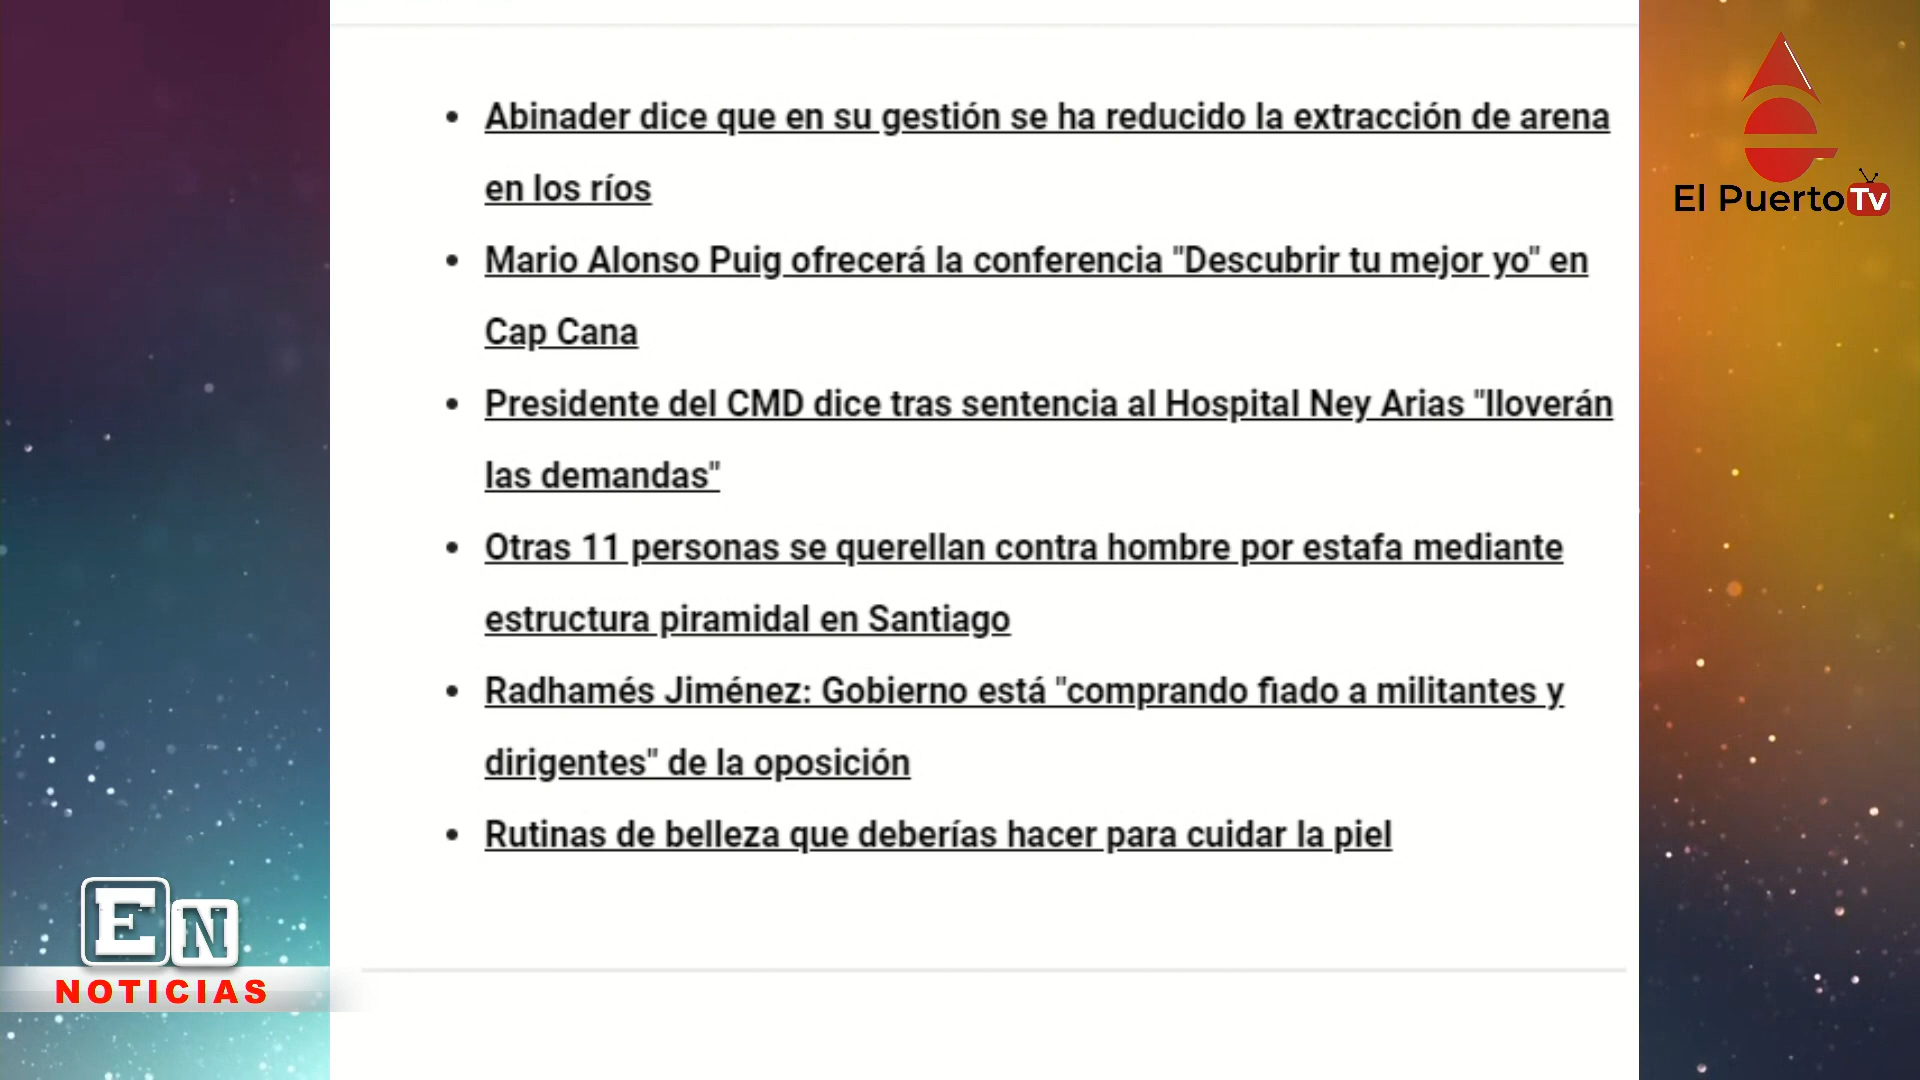 Abinader dice que en su gestión se ha reducido la extracción de arena
en los ríos
Mario Alonso Puig ofrecerá la conferencia "Descubrir tu mejor yo" en
Cap Cana
Presidente del CMD dice tras sentencia al Hospital Ney Arias "lloverán
las demandas"
Otras 11 personas se querellan contra hombre por estafa mediante
estructura piramidal en Santiago
Radhamés Jiménez: Gobierno está "comprando fiado a militantes y
dirigentes" de la oposición
Rutinas de belleza que deberías hacer para cuidar la piel
El Puerto Tv
EN
NOTICIAS